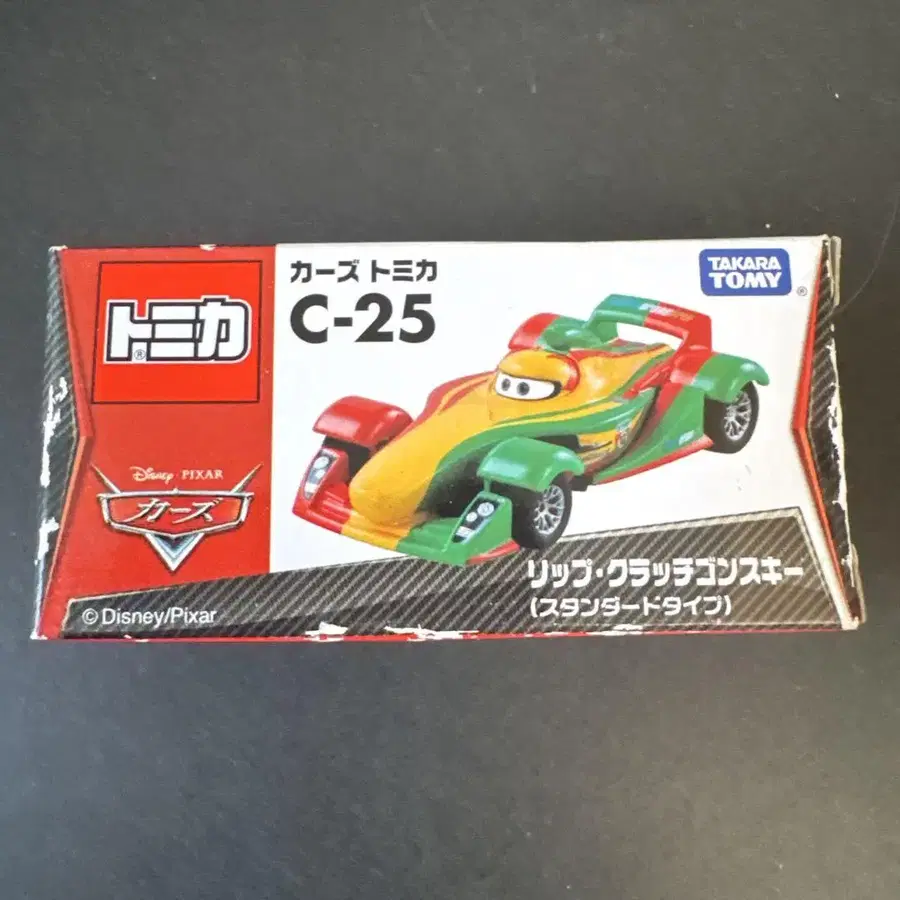 トミカ
®
カーズ トミカ
C-25
TAKARA
TOMY
®
Disney PIXAR
カーズ
リップ・クラッチゴンスキー
(スタンダードタイプ)
©Disney/Pixar